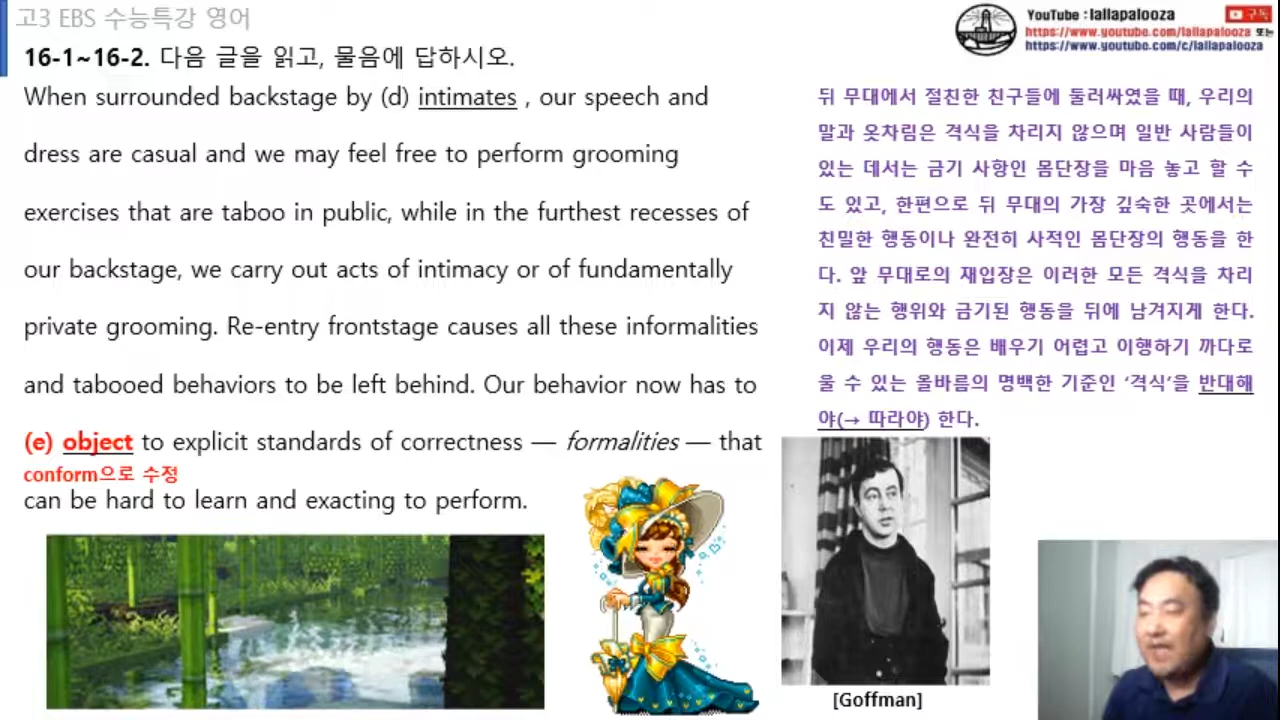 고3 EBS 수능특강 영어
YouTube : lallapalooza
구독
https://www.youtube.com/lallapalooza 또는
https://www.youtube.com/c/lallapalooza
16-1~16-2. 다음 글을 읽고, 물음에 답하시오.
When surrounded backstage by (d) intimates , our speech and
dress are casual and we may feel free to perform grooming
exercises that are taboo in public, while in the furthest recesses of
our backstage, we carry out acts of intimacy or of fundamentally
private grooming. Re-entry frontstage causes all these informalities
and tabooed behaviors to be left behind. Our behavior now has to
(e) object to explicit standards of correctness — formalities — that
conform으로 수정
can be hard to learn and exacting to perform.
뒤 무대에서 절친한 친구들에 둘러싸였을 때, 우리의
말과 옷차림은 격식을 차리지 않으며 일반 사람들이
있는 데서는 금기 사항인 몸단장을 마음 놓고 할 수
도 있고, 한편으로 뒤 무대의 가장 깊숙한 곳에서는
친밀한 행동이나 완전히 사적인 몸단장의 행동을 한
다. 앞 무대로의 재입장은 이러한 모든 격식을 차리
지 않는 행위와 금기된 행동을 뒤에 남겨지게 한다.
이제 우리의 행동은 배우기 어렵고 이행하기 까다로
울 수 있는 올바름의 명백한 기준인 ‘격식’을 반대해
야(→ 따라야) 한다.
[Goffman]